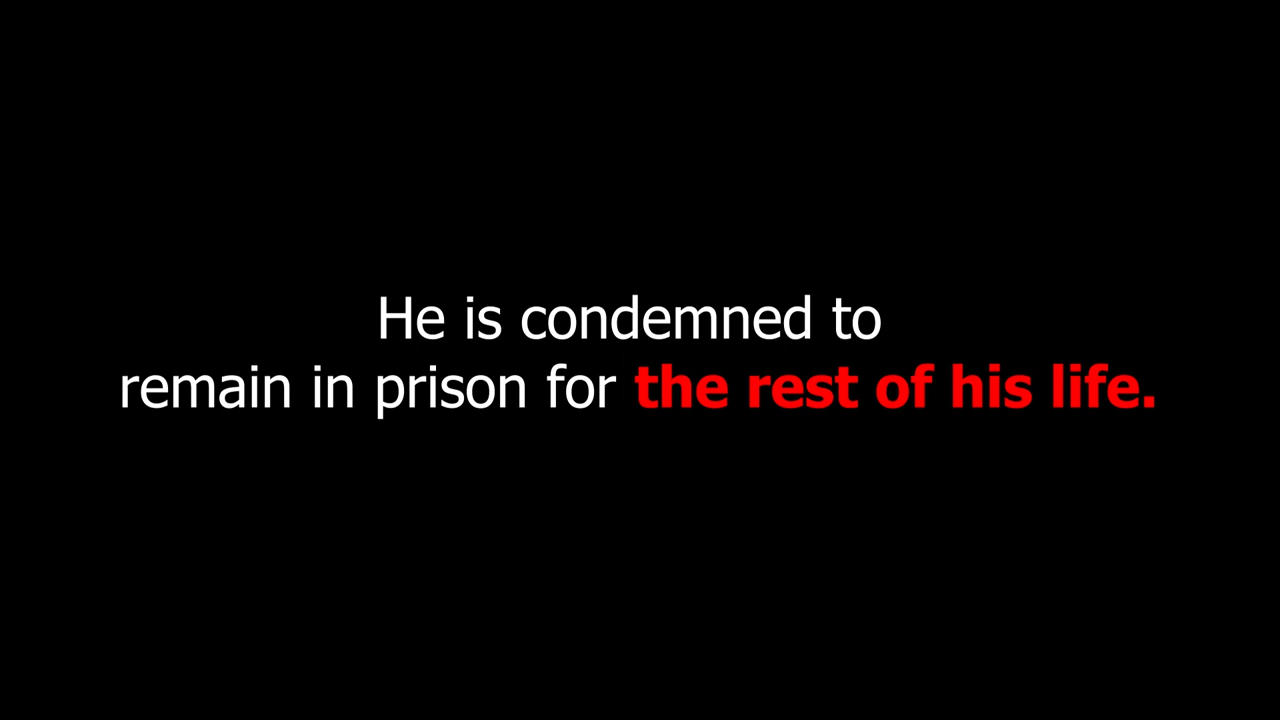 He is condemned to
remain in prison for the rest of his life.